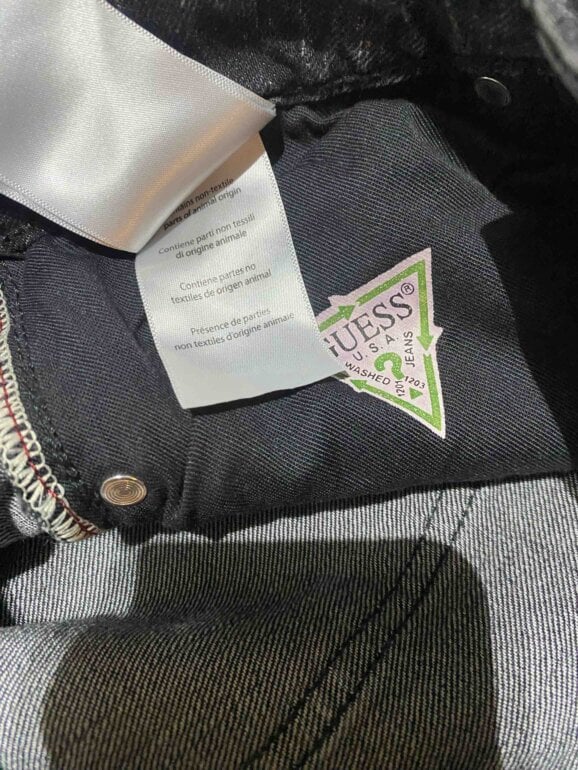 non-textile
parts of animal origin
Contiene parti non tessili
di origine animale
Contiene partes no
textiles de origen animal
Présence de parties
non textiles d'origine animale
GUESS®
U.S.A.
WASHED JEANS
?
1201 1203